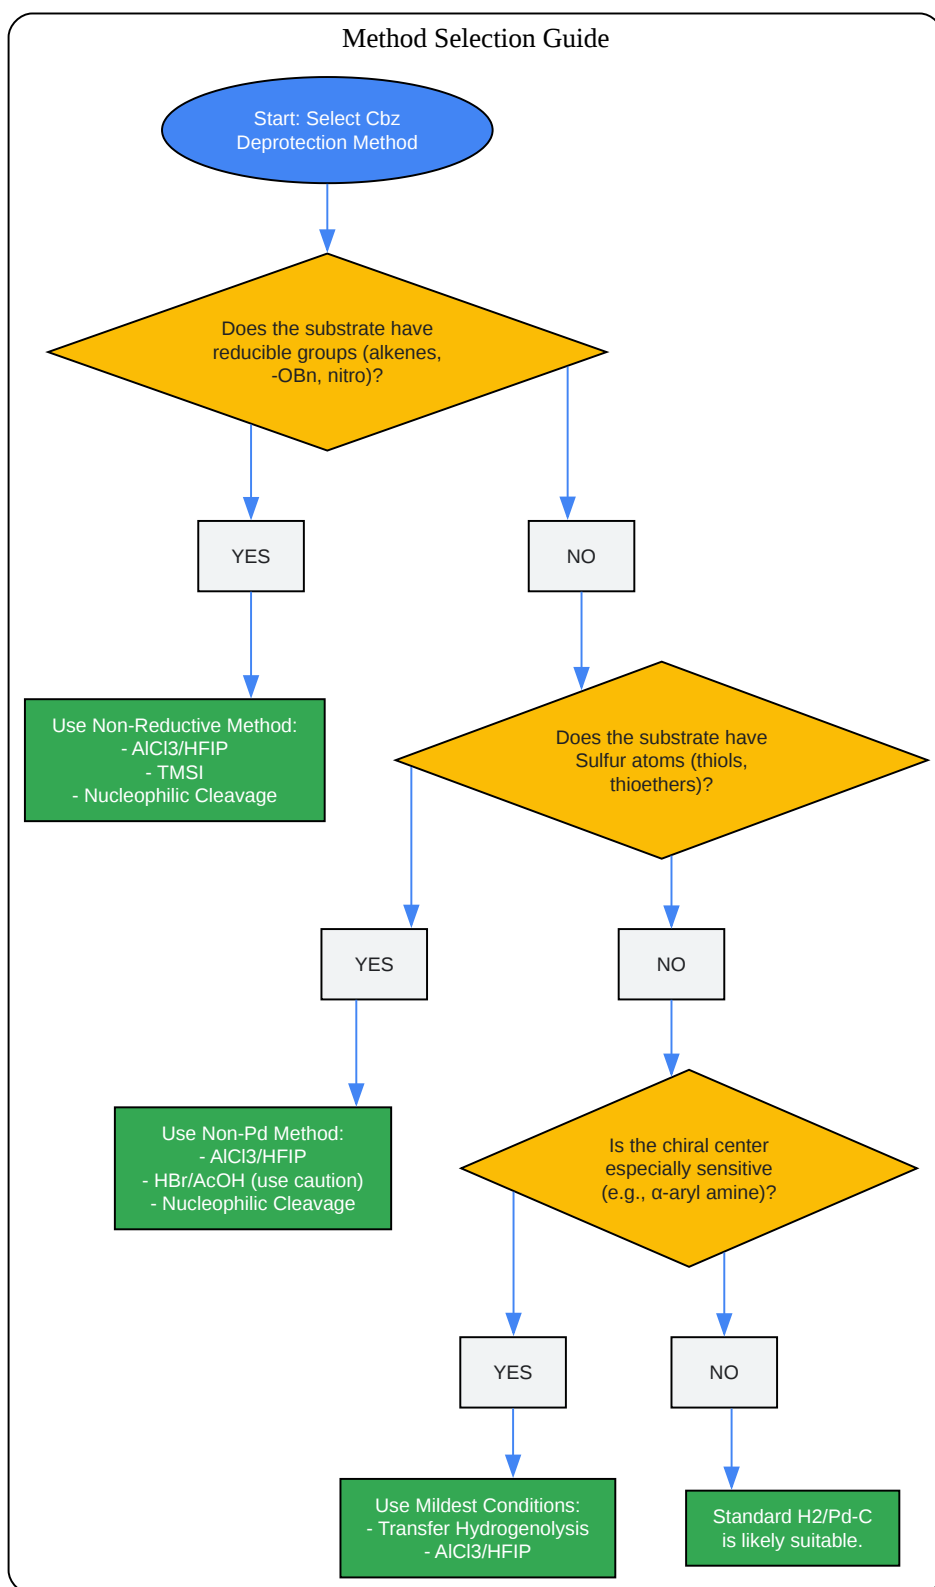 Method Selection Guide
Start: Select Cbz
Deprotection Method
Does the substrate have
reducible groups (alkenes,
-OBn, nitro)?
YES
NO
Use Non-Reductive Method:
- AlCl3/HFIP
- TMSI
- Nucleophilic Cleavage
Does the substrate have
Sulfur atoms (thiols,
thioethers)?
YES
NO
Use Non-Pd Method:
- AlCl3/HFIP
- HBr/AcOH (use caution)
- Nucleophilic Cleavage
Is the chiral center
especially sensitive
(e.g., α-aryl amine)?
YES
NO
Use Mildest Conditions:
- Transfer Hydrogenolysis
- AlCl3/HFIP
Standard H2/Pd-C
is likely suitable.